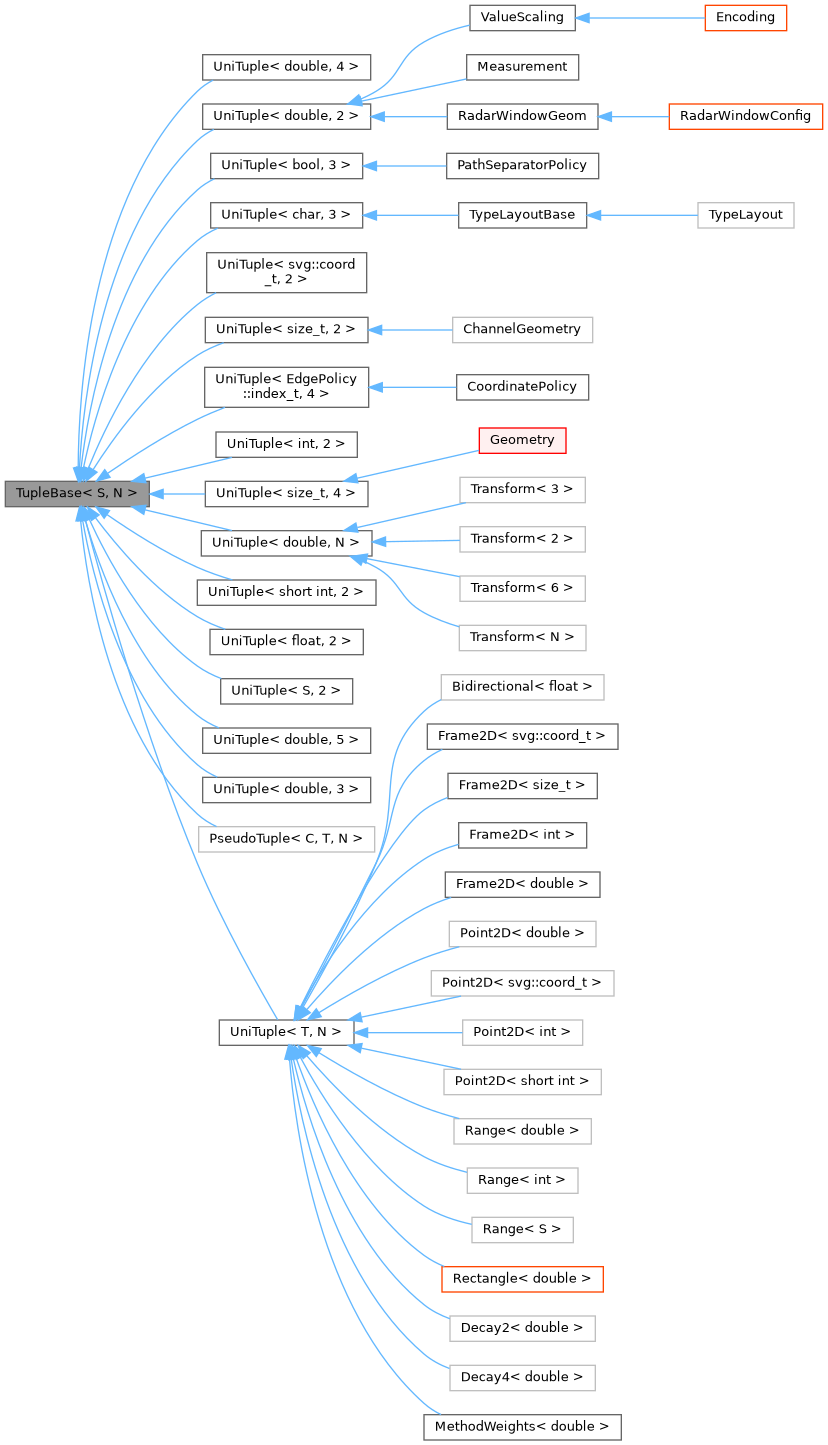 ValueScaling
Encoding
UniTuple< double, 4 >
Measurement
UniTuple< double, 2 >
RadarWindowGeom
RadarWindowConfig
UniTuple< bool, 3 >
PathSeparatorPolicy
UniTuple< char, 3 >
TypeLayoutBase
TypeLayout
UniTuple< svg::coord
_t, 2 >
UniTuple< size_t, 2 >
ChannelGeometry
UniTuple< EdgePolicy
::index_t, 4 >
CoordinatePolicy
UniTuple< int, 2 >
Geometry
TupleBase< S, N >
UniTuple< size_t, 4 >
Transform< 3 >
UniTuple< double, N >
Transform< 2 >
Transform< 6 >
UniTuple< short int, 2 >
UniTuple< float, 2 >
Transform< N >
UniTuple< S, 2 >
Bidirectional< float >
UniTuple< double, 5 >
Frame2D< svg::coord_t >
UniTuple< double, 3 >
Frame2D< size_t >
PseudoTuple< C, T, N >
Frame2D< int >
Frame2D< double >
Point2D< double >
Point2D< svg::coord_t >
UniTuple< T, N >
Point2D< int >
Point2D< short int >
Range< double >
Range< int >
Range< S >
Rectangle< double >
Decay2< double >
Decay4< double >
MethodWeights< double >